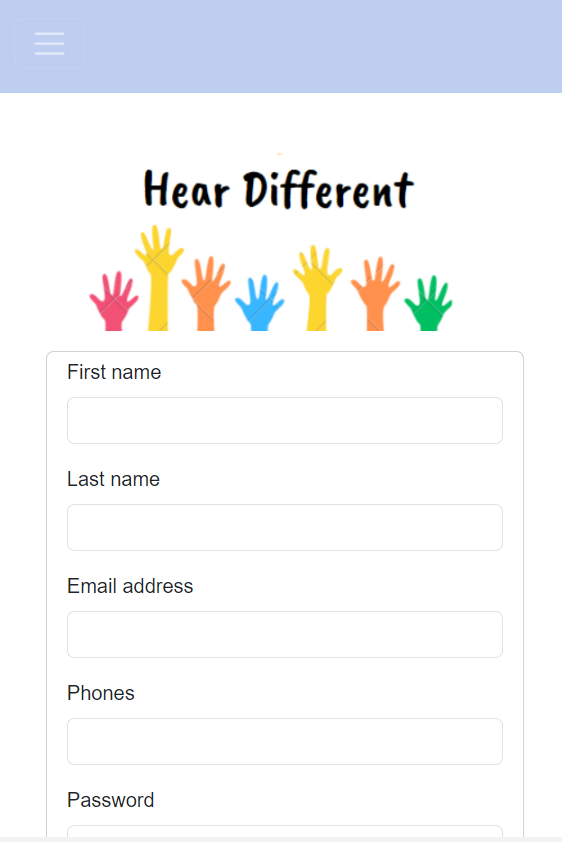 Hear Different
First name
Last name
Email address
Phones
Password